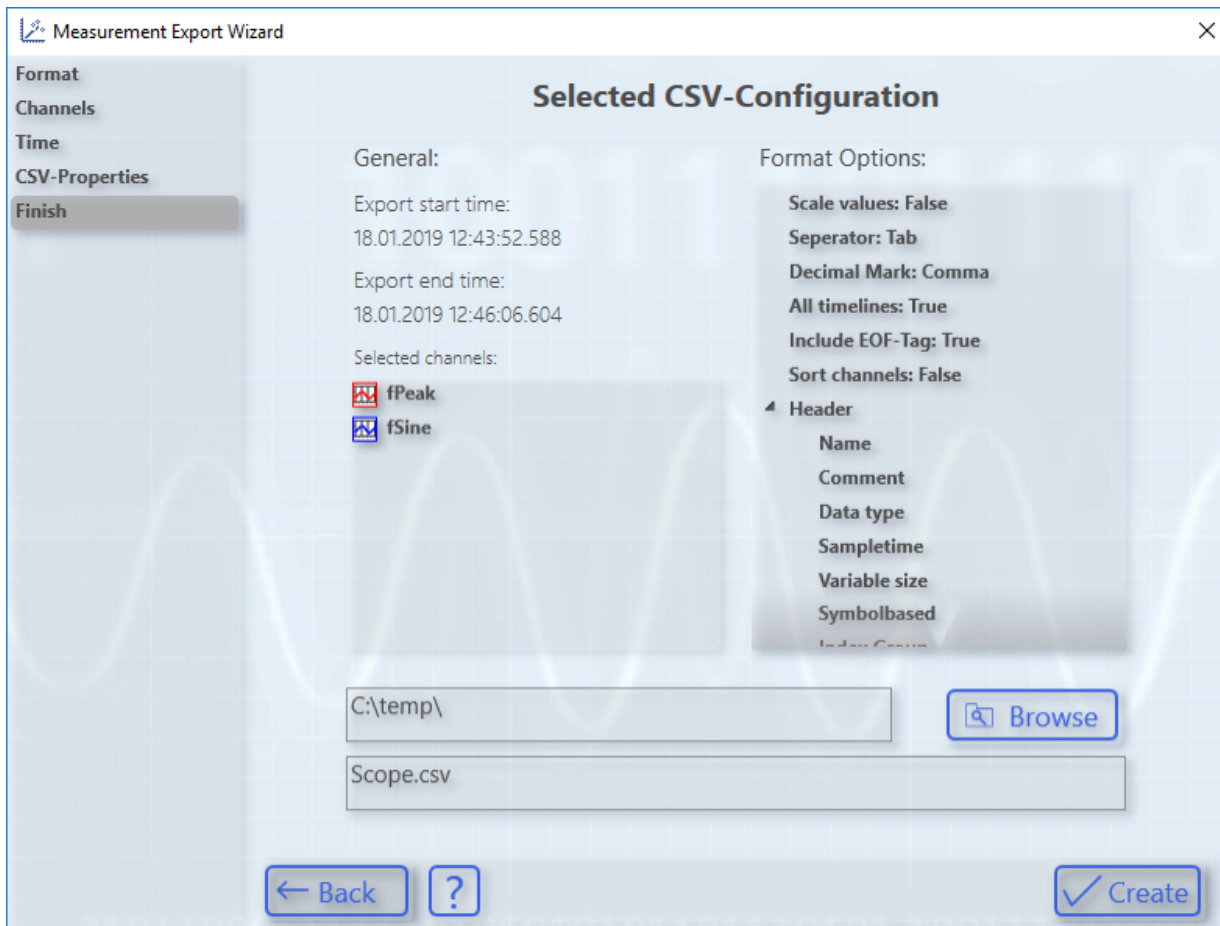 Measurement Export Wizard
Format
Channels
Time
CSV-Properties
Finish
Selected CSV-Configuration
General:
Export start time:
18.01.2019 12:43:52.588
Export end time:
18.01.2019 12:46:06.604
Selected channels:
fPeak
fSine
Format Options:
Scale values: False
Seperator: Tab
Decimal Mark: Comma
All timelines: True
Include EOF-Tag: True
Sort channels: False
Header
Name
Comment
Data type
Sampletime
Variable size
Symbolbased
Index Group
C:\temp\
Browse
Scope.csv
Back
?
Create